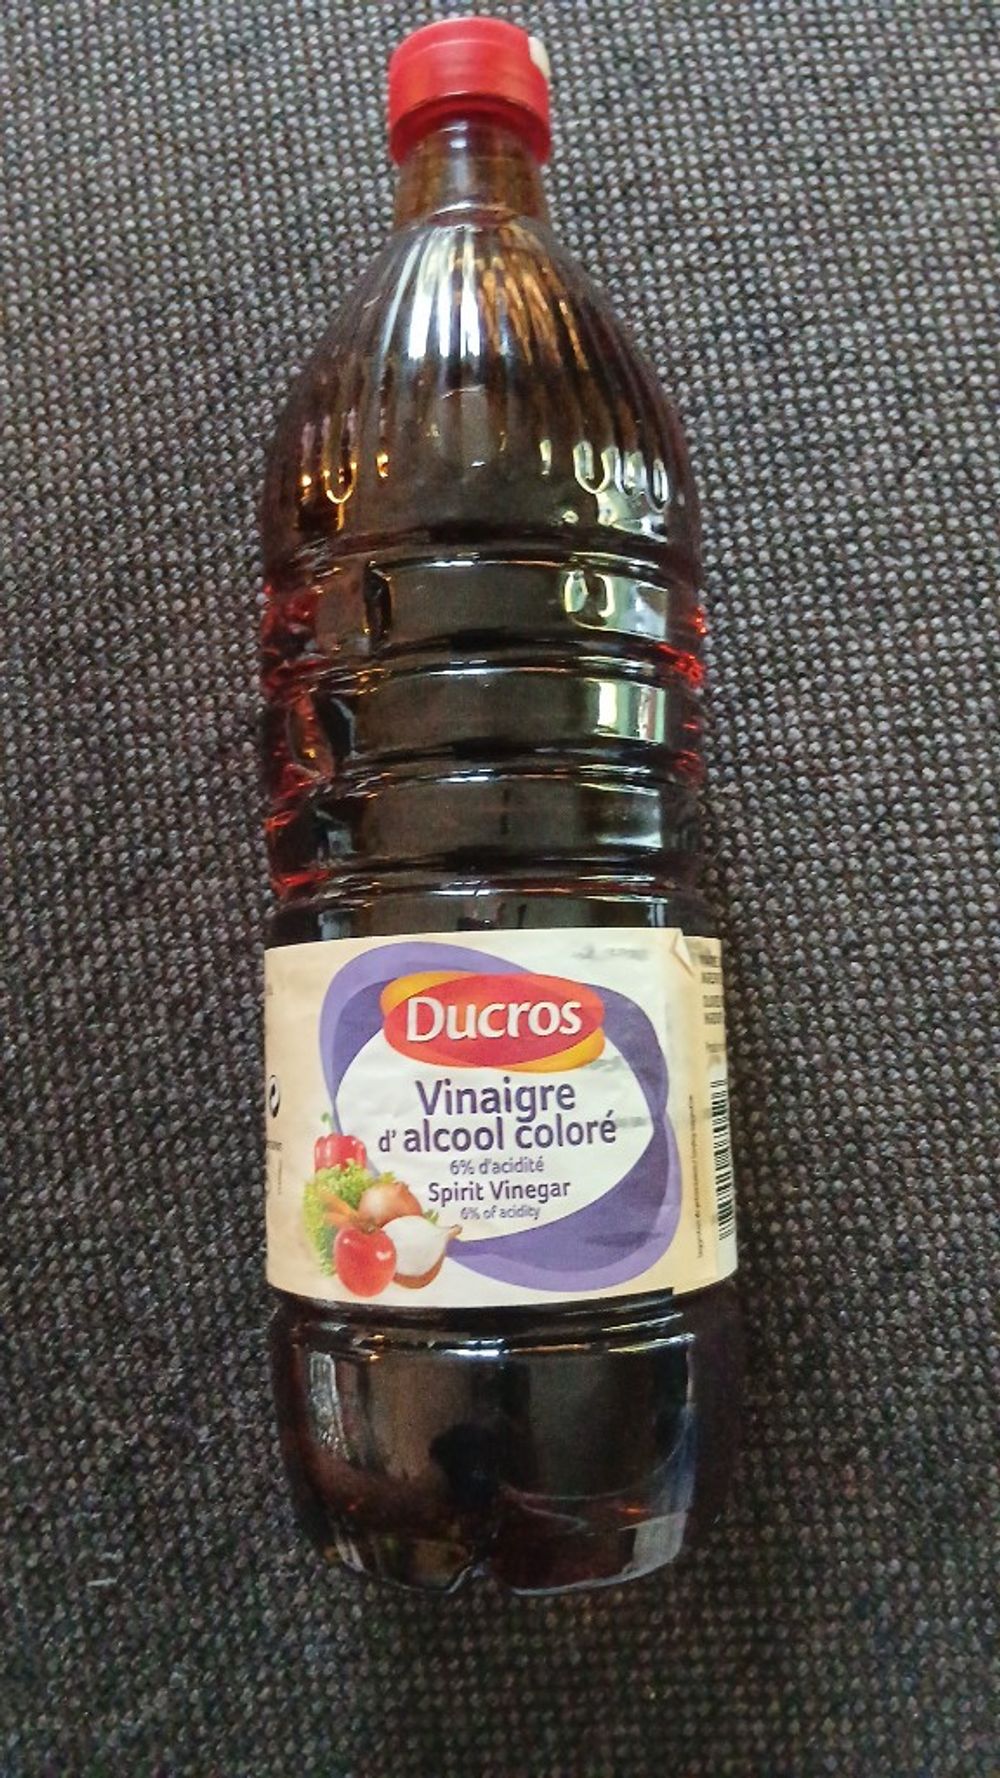 Ducros
Vinaigre
d'alcool coloré
6% d'acidité
Spirit Vinegar
6% of acidity